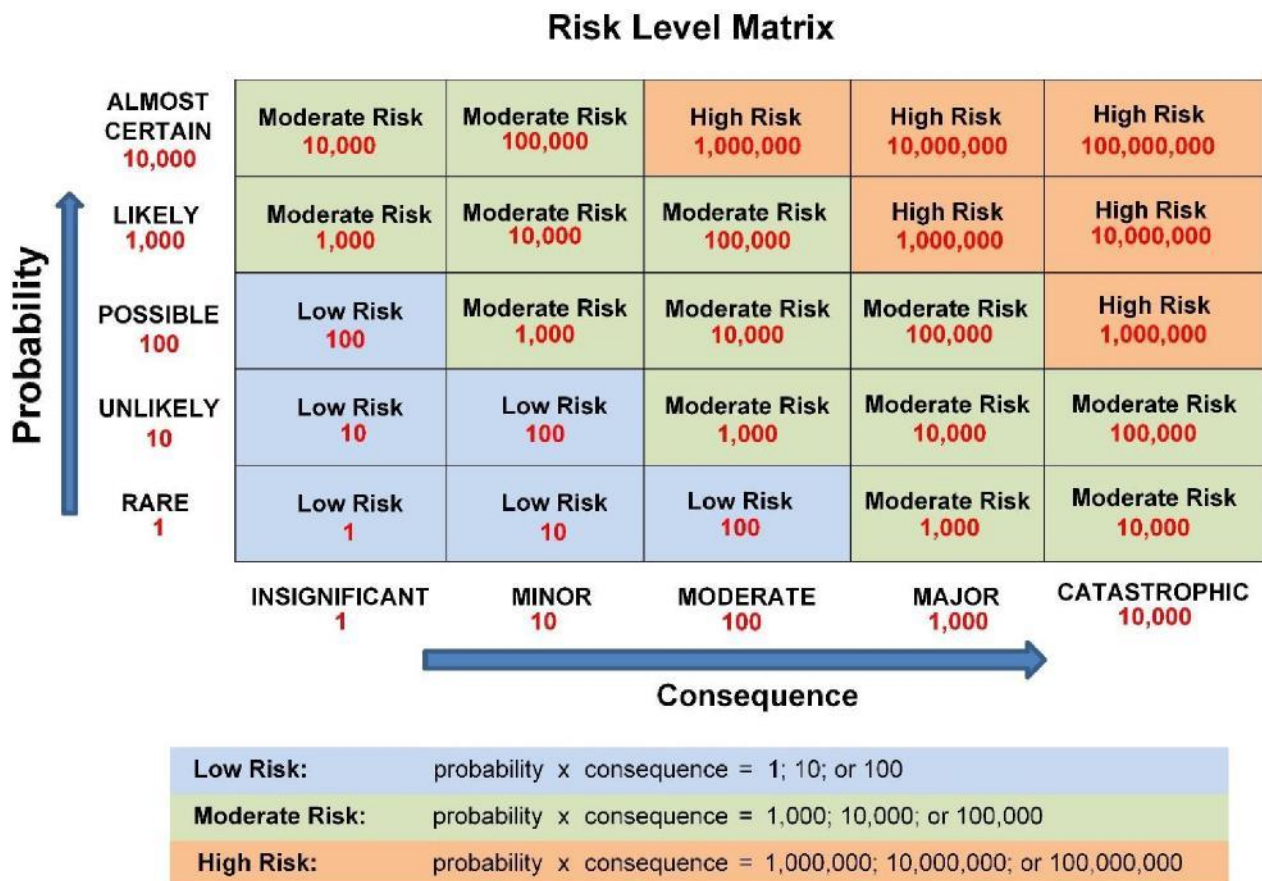 Risk Level Matrix
Probability
ALMOST
CERTAIN
10,000
Moderate Risk
10,000
Moderate Risk
100,000
High Risk
1,000,000
High Risk
10,000,000
High Risk
100,000,000
LIKELY
1,000
Moderate Risk
1,000
Moderate Risk
10,000
Moderate Risk
100,000
High Risk
1,000,000
High Risk
10,000,000
POSSIBLE
100
Low Risk
100
Moderate Risk
1,000
Moderate Risk
10,000
Moderate Risk
100,000
High Risk
1,000,000
UNLIKELY
10
Low Risk
10
Low Risk
100
Moderate Risk
1,000
Moderate Risk
10,000
Moderate Risk
100,000
RARE
1
Low Risk
1
Low Risk
10
Low Risk
100
Moderate Risk
1,000
Moderate Risk
10,000
INSIGNIFICANT
1
MINOR
10
MODERATE
100
MAJOR
1,000
CATASTROPHIC
10,000
Consequence
Low Risk: probability x consequence = 1; 10; or 100
Moderate Risk: probability x consequence = 1,000; 10,000; or 100,000
High Risk: probability x consequence = 1,000,000; 10,000,000; or 100,000,000